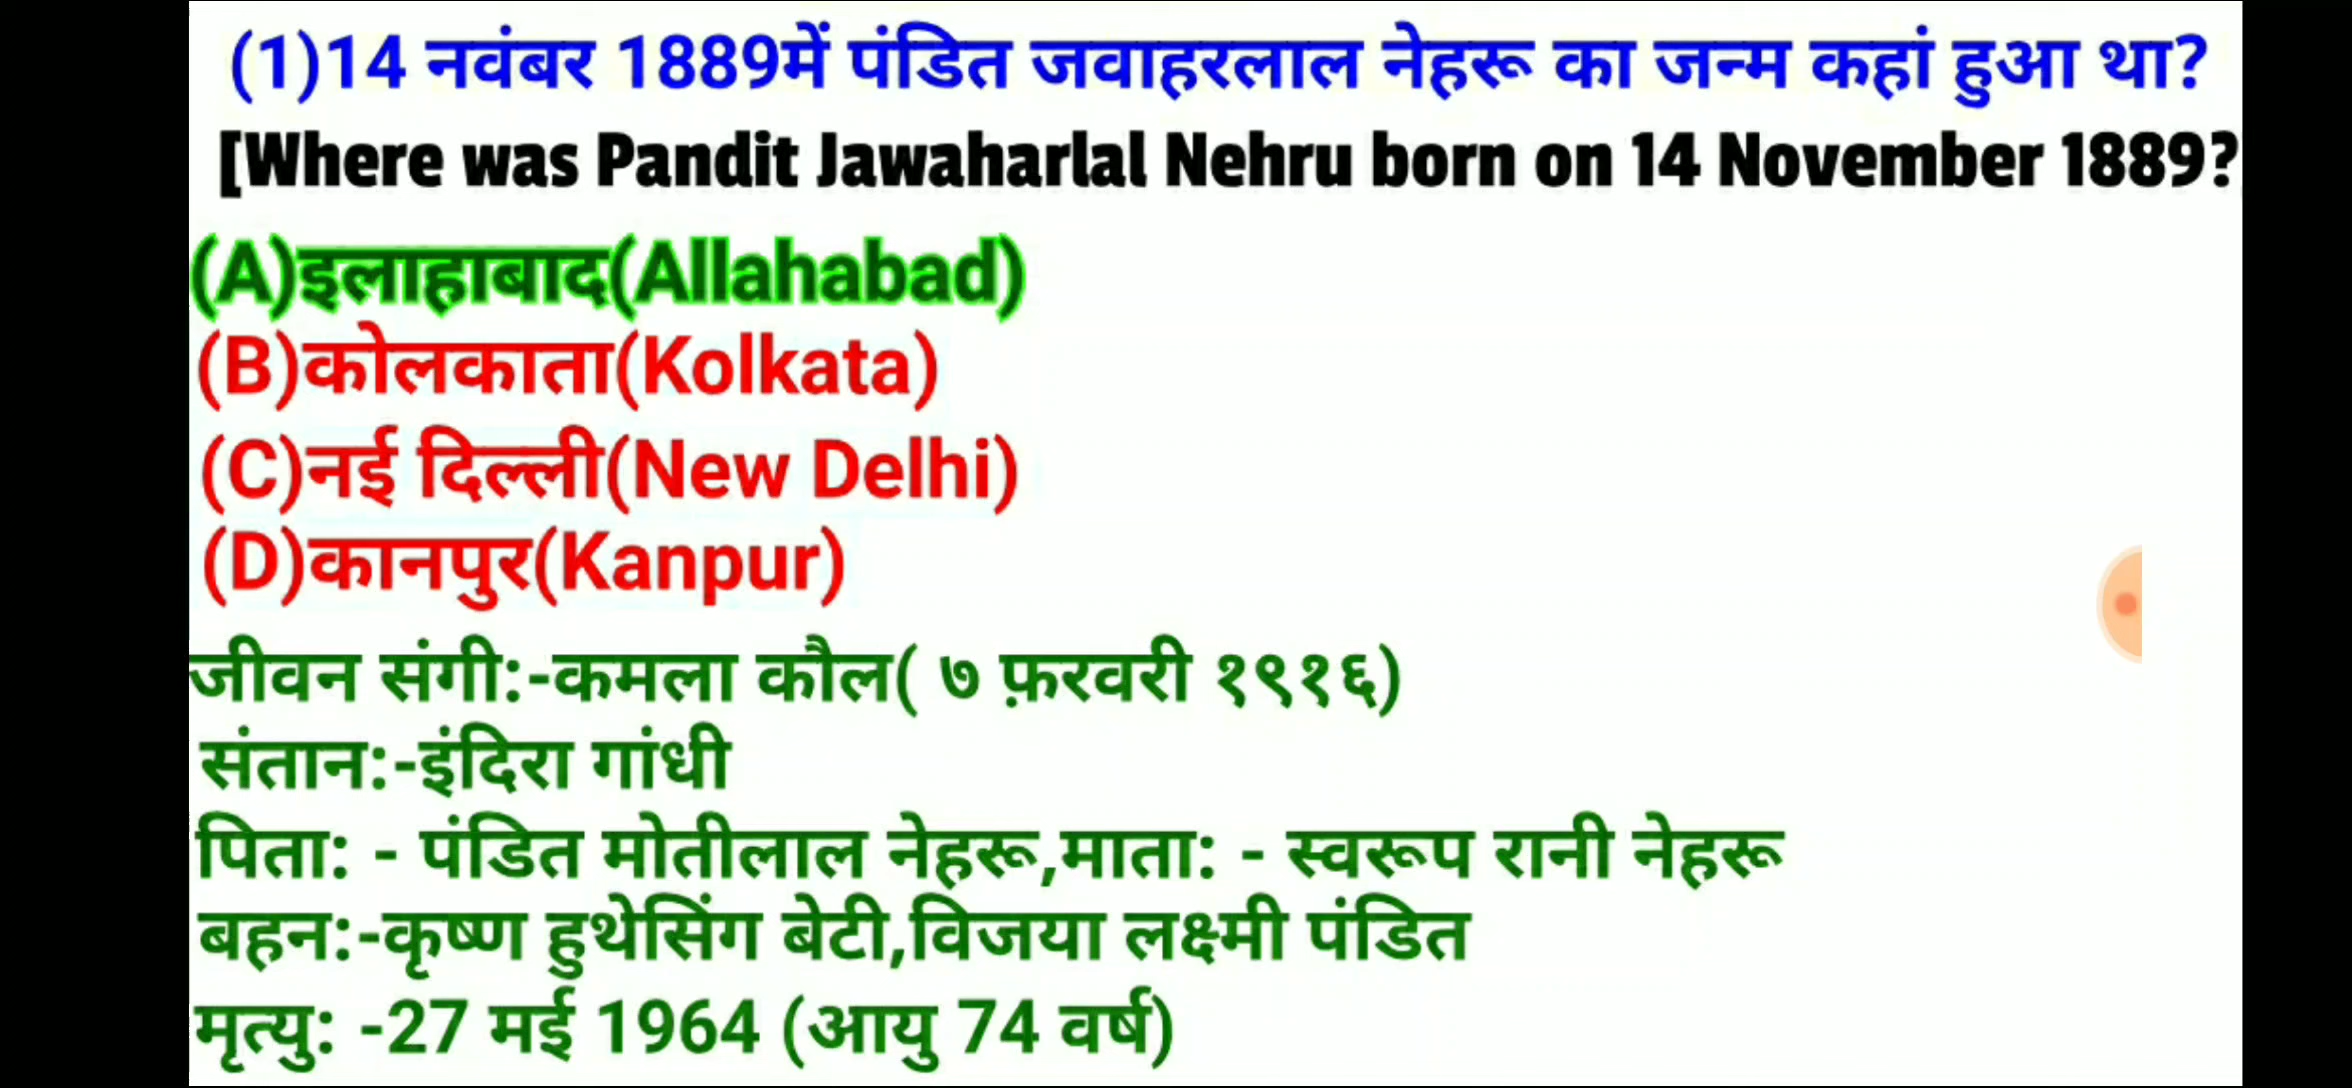 (1)14 नवंबर 1889में पंडित जवाहरलाल नेहरू का जन्म कहां हुआ था?
[Where was Pandit Jawaharlal Nehru born on 14 November 1889?
(A)इलाहाबाद(Allahabad)
(B)कोलकाता(Kolkata)
(C)नई दिल्ली(New Delhi)
(D)कानपुर(Kanpur)
जीवन संगी:-कमला कौल( ७ फ़रवरी १९१६)
संतान:-इंदिरा गांधी
पिता: - पंडित मोतीलाल नेहरू,माता: - स्वरूप रानी नेहरू
बहन:-कृष्ण हुथेसिंग बेटी,विजया लक्ष्मी पंडित
मृत्यु: -27 मई 1964 (आयु 74 वर्ष)